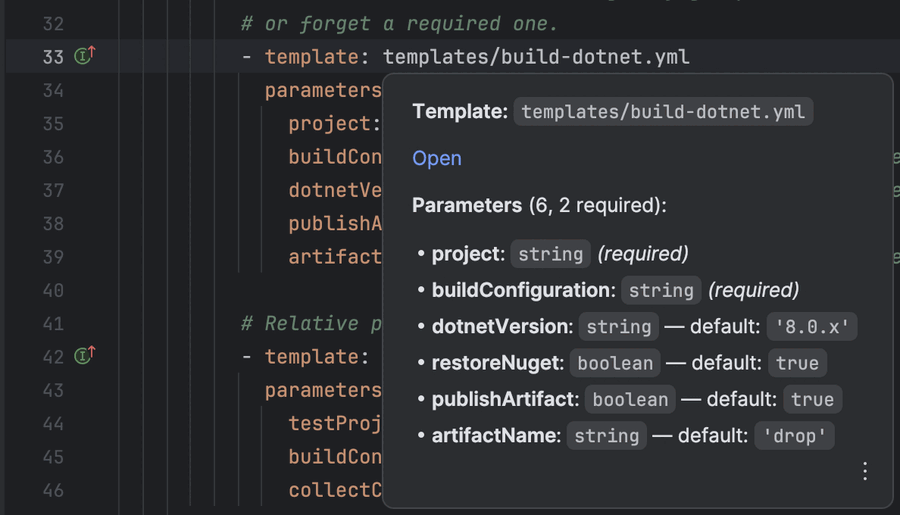 32 # or forget a required one.
33 - template: templates/build-dotnet.yml
34 parameters
35 project:
36 buildCon
37 dotnetVe
38 publishA
39 artifact
40
41 # Relative p
42 - template:
43 parameters
44 testProj
45 buildCon
46 collectC
Template: templates/build-dotnet.yml
Open
Parameters (6, 2 required):
• project: string (required)
• buildConfiguration: string (required)
• dotnetVersion: string — default: '8.0.x'
• restoreNuget: boolean — default: true
• publishArtifact: boolean — default: true
• artifactName: string — default: 'drop'